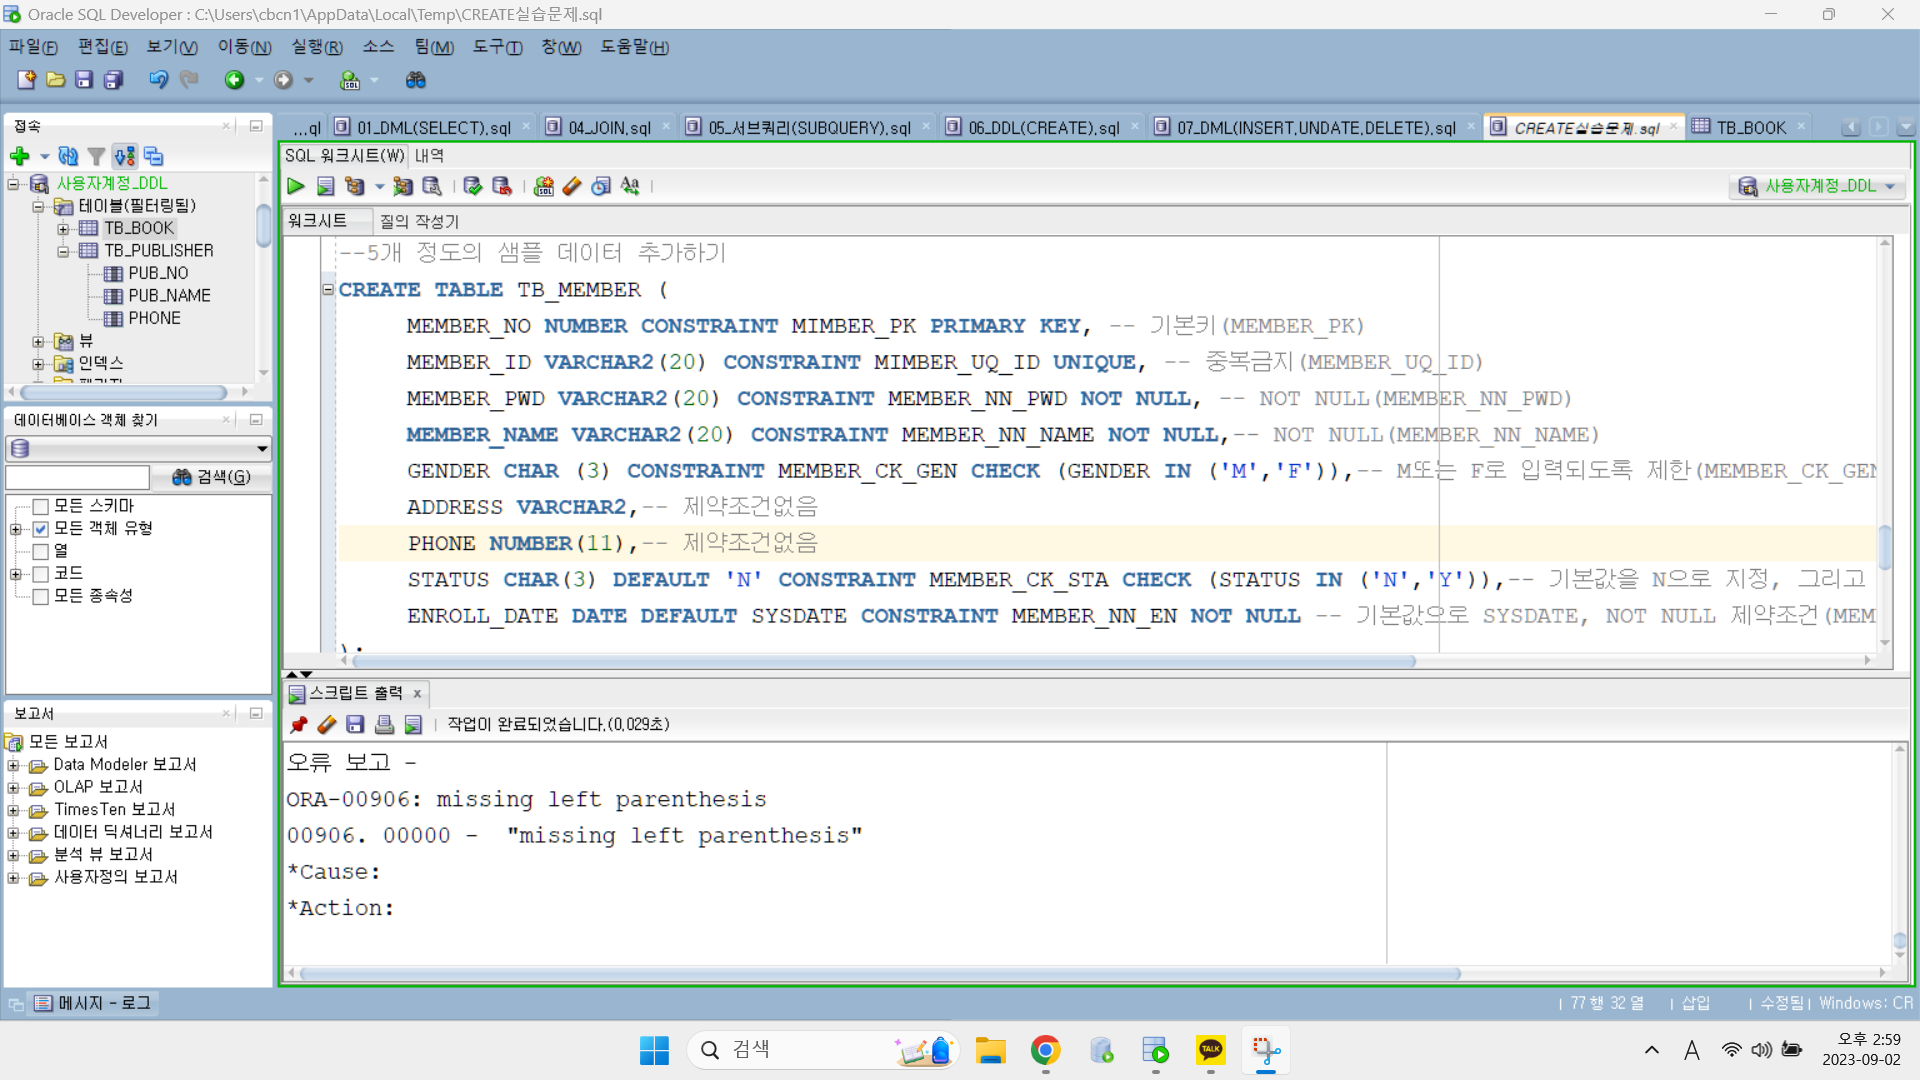 Oracle SQL Developer : C:\Users\cbcn1\AppData\Local\Temp\CREATE실습문제.sql
파일(F) 편집(E) 보기(V) 이동(N) 실행(R) 소스 팀(M) 도구(T) 창(W) 도움말(H)
접속
...ql 01_DML(SELECT).sql 04_JOIN.sql 05_서브쿼리(SUBQUERY).sql 06_DDL(CREATE).sql 07_DML(INSERT,UNDATE,DELETE).sql CREATE실습문제.sql TB_BOOK
SQL 워크시트(W) 내역
사용자계정_DDL
사용자계정_DDL
테이블(필터링됨)
TB_BOOK
TB_PUBLISHER
PUB_NO
PUB_NAME
PHONE
뷰
인덱스
워크시트 질의 작성기
--5개 정도의 샘플 데이터 추가하기
CREATE TABLE TB_MEMBER (
MEMBER_NO NUMBER CONSTRAINT MIMBER_PK PRIMARY KEY, -- 기본키(MEMBER_PK)
MEMBER_ID VARCHAR2(20) CONSTRAINT MIMBER_UQ_ID UNIQUE, -- 중복금지(MEMBER_UQ_ID)
MEMBER_PWD VARCHAR2(20) CONSTRAINT MEMBER_NN_PWD NOT NULL, -- NOT NULL(MEMBER_NN_PWD)
MEMBER_NAME VARCHAR2(20) CONSTRAINT MEMBER_NN_NAME NOT NULL,-- NOT NULL(MEMBER_NN_NAME)
GENDER CHAR (3) CONSTRAINT MEMBER_CK_GEN CHECK (GENDER IN ('M','F')),-- M또는 F로 입력되도록 제한(MEMBER_CK_GEN
ADDRESS VARCHAR2,-- 제약조건없음
PHONE NUMBER(11),-- 제약조건없음
STATUS CHAR(3) DEFAULT 'N' CONSTRAINT MEMBER_CK_STA CHECK (STATUS IN ('N','Y')),-- 기본값을 N으로 지정, 그리고
ENROLL_DATE DATE DEFAULT SYSDATE CONSTRAINT MEMBER_NN_EN NOT NULL -- 기본값으로 SYSDATE, NOT NULL 제약조건(MEM
);
데이터베이스 객체 찾기
검색(G)
모든 스키마
모든 객체 유형
열
코드
모든 종속성
보고서
모든 보고서
Data Modeler 보고서
OLAP 보고서
TimesTen 보고서
데이터 딕셔너리 보고서
분석 뷰 보고서
사용자정의 보고서
스크립트 출력
작업이 완료되었습니다.(0.029초)
오류 보고 -
ORA-00906: missing left parenthesis
00906. 00000 - "missing left parenthesis"
*Cause:
*Action:
메시지 - 로그
77 행 32 열 삽입 수정됨 Windows: CR
검색
TALK
A
오후 2:59
2023-09-02